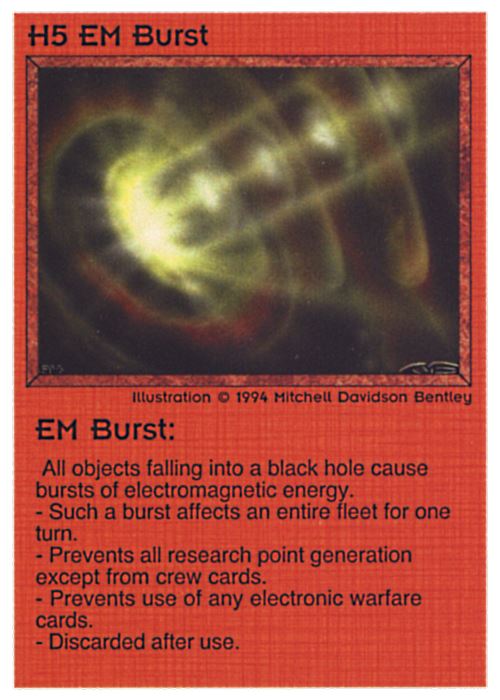 H5 EM Burst
Illustration © 1994 Mitchell Davidson Bentley
EM Burst:
All objects falling into a black hole cause
bursts of electromagnetic energy.
- Such a burst affects an entire fleet for one
turn.
- Prevents all research point generation
except from crew cards.
- Prevents use of any electronic warfare
cards.
- Discarded after use.